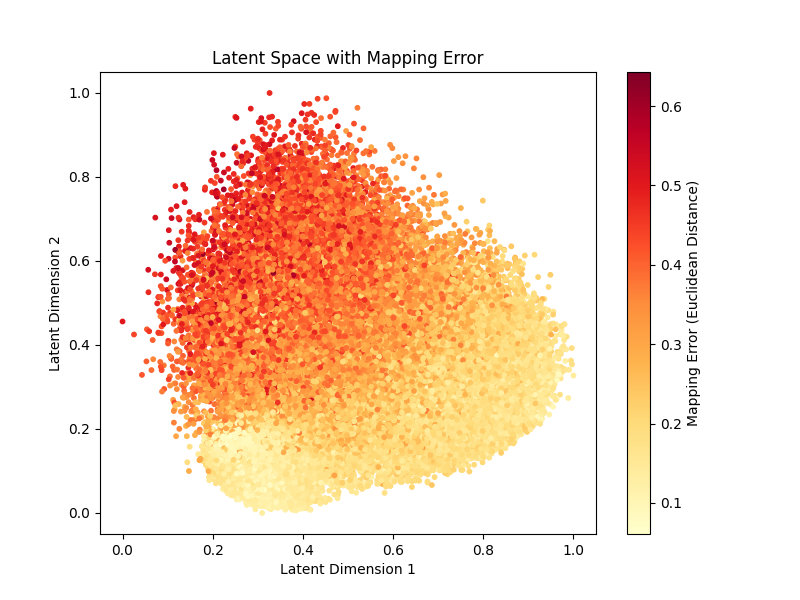 Latent Space with Mapping Error
1.0
0.8
0.6
0.4
0.2
0.0
Latent Dimension 2
0.0 0.2 0.4 0.6 0.8 1.0
Latent Dimension 1
0.6
0.5
0.4
0.3
0.2
0.1
Mapping Error (Euclidean Distance)